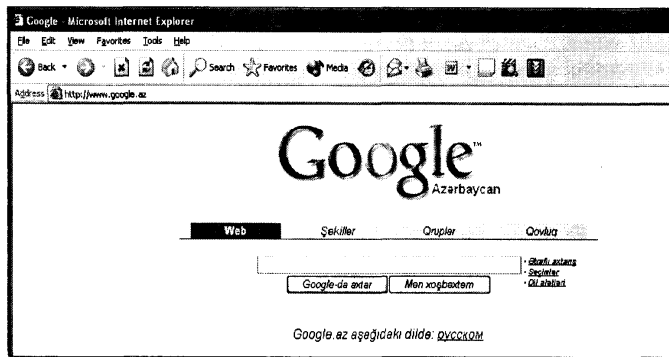 Google - Microsoft Internet Explorer
File Edit View Favorites Tools Help
Back Search Favorites Media
Address http://www.google.az
Google™
Azərbaycan
Web Şəkillər Qruplar Qovluq
Ətraflı axtarış
Seçimlər
Dil alətləri
Google-da axtar Mən xoşbəxtəm
Google.az aşağıdakı dildə: русском